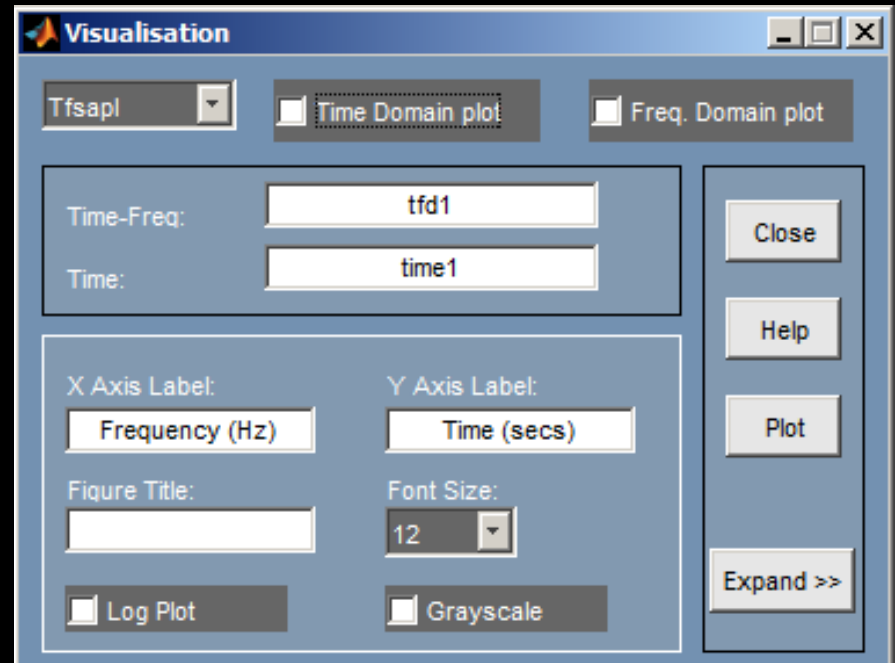 Visualisation
Tfsapl
Time Domain plot
Freq. Domain plot
Time-Freq:
tfd1
Time:
time1
X Axis Label:
Y Axis Label:
Frequency (Hz)
Time (secs)
Figure Title:
Font Size:
12
Log Plot
Grayscale
Close
Help
Plot
Expand >>